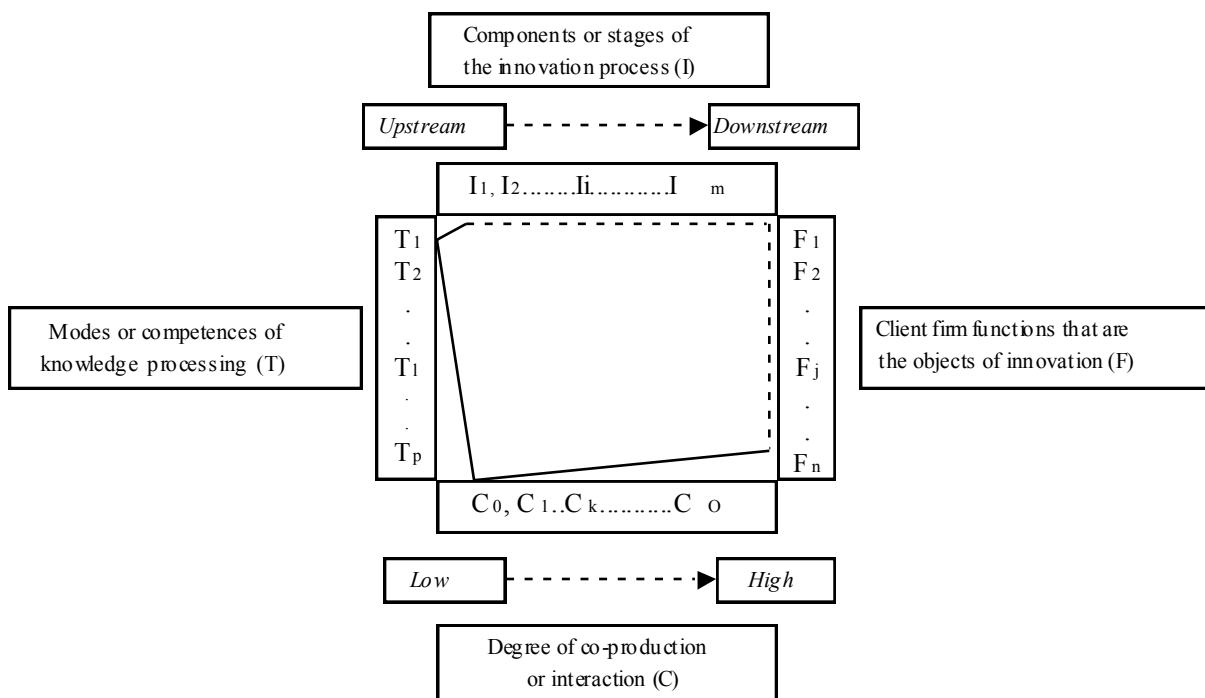 Components or stages of
the innovation process (I)
Upstream
Downstream
I1, I2........Ii............I m
T1
T2
.
.
Tl
.
.
Tp
F1
F2
.
.
Fj
.
.
Fn
Modes or competences of
knowledge processing (T)
Client firm functions that are
the objects of innovation (F)
C0, C1..Ck..........C O
Low
High
Degree of co-production
or interaction (C)